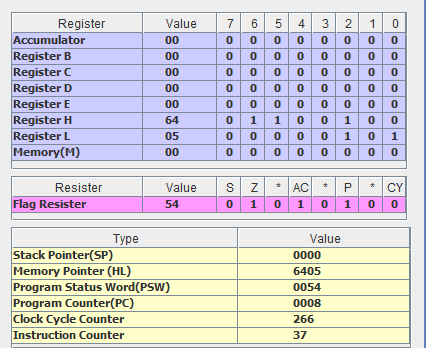 Register Value 7 6 5 4 3 2 1 0
Accumulator 00 0 0 0 0 0 0 0 0
Register B 00 0 0 0 0 0 0 0 0
Register C 00 0 0 0 0 0 0 0 0
Register D 00 0 0 0 0 0 0 0 0
Register E 00 0 0 0 0 0 0 0 0
Register H 64 0 1 1 0 0 1 0 0
Register L 05 0 0 0 0 0 1 0 1
Memory(M) 00 0 0 0 0 0 0 0 0
Resister Value S Z * AC * P * CY
Flag Resister 54 0 1 0 1 0 1 0 0
Type Value
Stack Pointer(SP) 0000
Memory Pointer (HL) 6405
Program Status Word(PSW) 0054
Program Counter(PC) 0008
Clock Cycle Counter 266
Instruction Counter 37